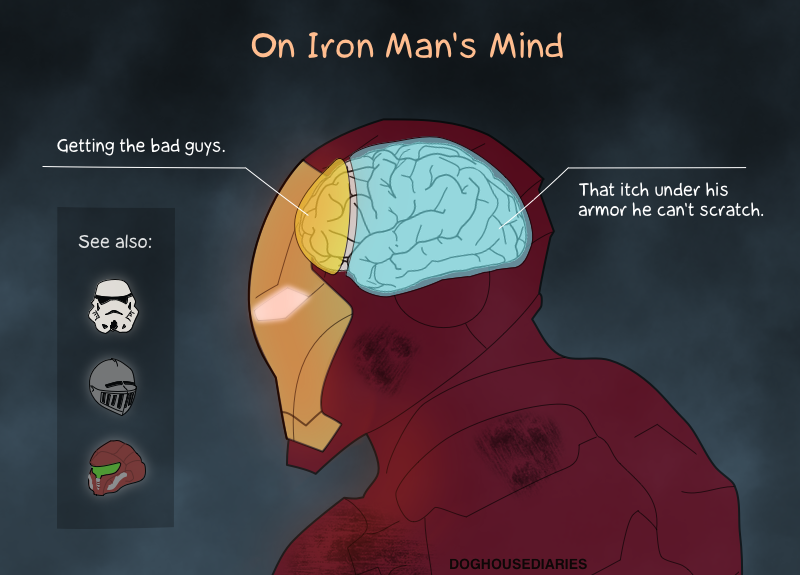 On Iron Man's Mind
Getting the bad guys.
That itch under his
armor he can't scratch.
See also:
DOGHOUSEDIARIES